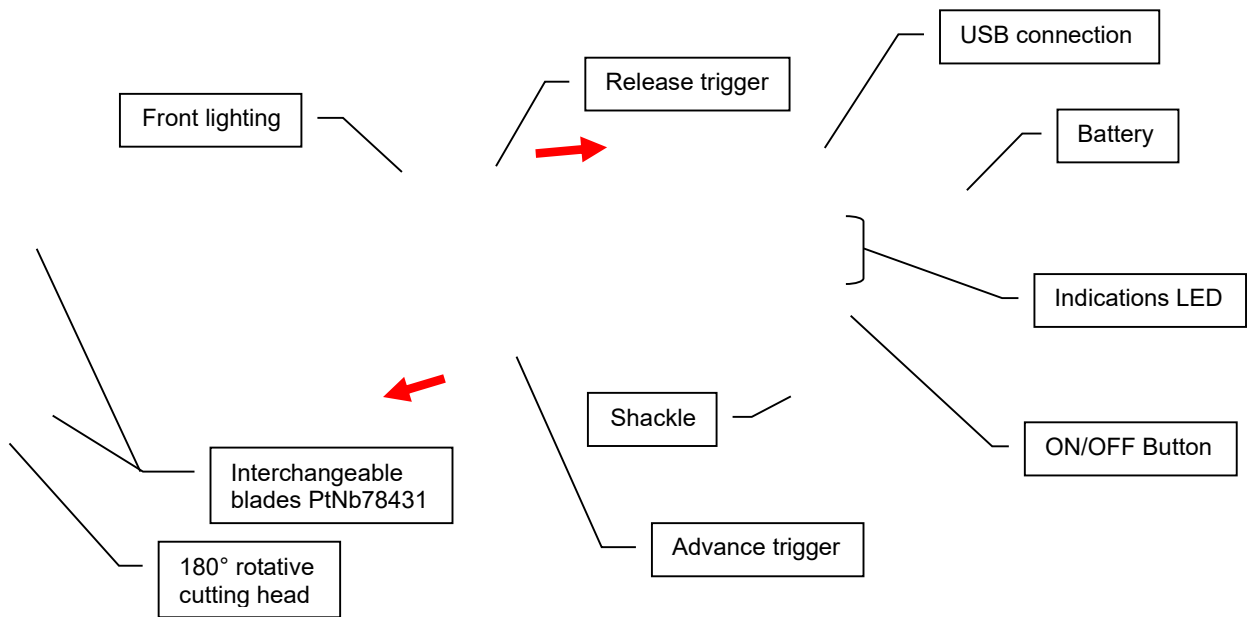 USB connection
Release trigger
Front lighting
Battery
Indications LED
Shackle
ON/OFF Button
Interchangeable
blades PtNb78431
Advance trigger
180° rotative
cutting head